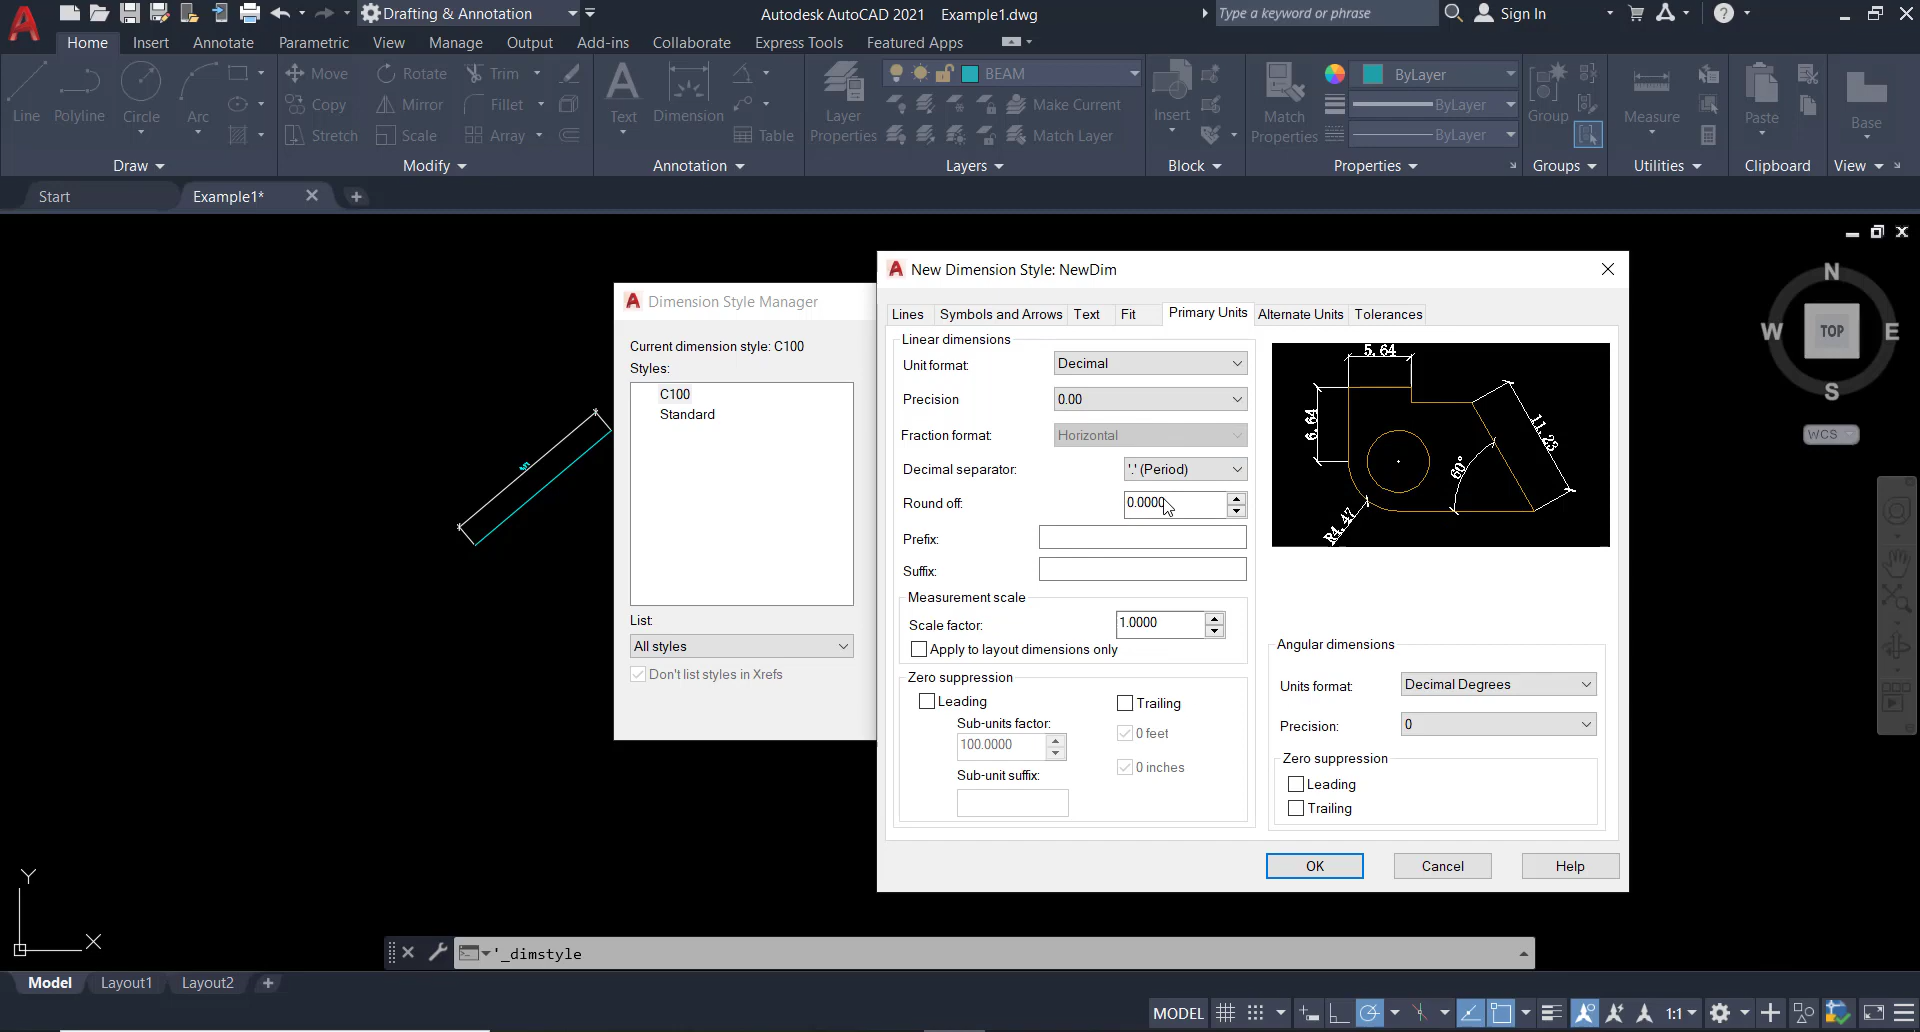 Drafting & Annotation
Autodesk AutoCAD 2021 Example1.dwg
Type a keyword or phrase
Sign In
Home Insert Annotate Parametric View Manage Output Add-ins Collaborate Express Tools Featured Apps
Line Polyline Circle Arc
Draw
Move Rotate Trim
Copy Mirror Fillet
Stretch Scale Array
Modify
Text Dimension Table
Annotation
Layer Properties
BEAM
Make Current
Match Layer
Layers
Insert
Block
Match Properties
ByLayer
ByLayer
ByLayer
Properties
Group
Groups
Measure
Utilities
Paste
Clipboard
Base
View
Start Example1*
N
W TOP E
S
WCS
Dimension Style Manager
Current dimension style: C100
Styles:
C100
Standard
List:
All styles
Don't list styles in Xrefs
New Dimension Style: NewDim
Lines Symbols and Arrows Text Fit Primary Units Alternate Units Tolerances
Linear dimensions
Unit format: Decimal
Precision 0.00
Fraction format: Horizontal
Decimal separator: '.' (Period)
Round off: 0.0000
Prefix:
Suffix:
Measurement scale
Scale factor: 1.0000
Apply to layout dimensions only
Zero suppression
Leading Trailing
Sub-units factor:
100.0000
0 feet
Sub-unit suffix:
0 inches
5.64
6.64
11.23
60°
R4.47
Angular dimensions
Units format: Decimal Degrees
Precision: 0
Zero suppression
Leading
Trailing
OK Cancel Help
Y
X
'_dimstyle
Model Layout1 Layout2
MODEL 1:1